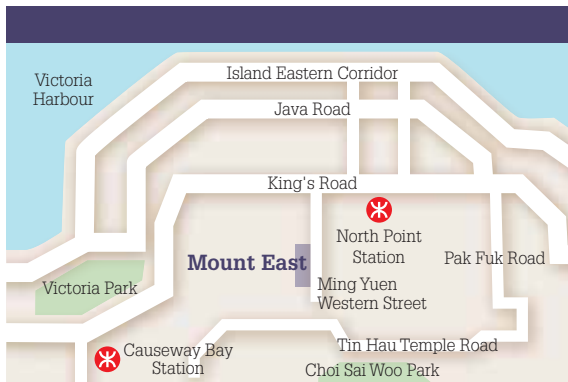 Island Eastern Corridor
Victoria
Harbour
Java Road
King's Road
North Point
Station
Mount East
Pak Fuk Road
Victoria Park
Ming Yuen
Western Street
Tin Hau Temple Road
Causeway Bay
Station
Choi Sai Woo Park